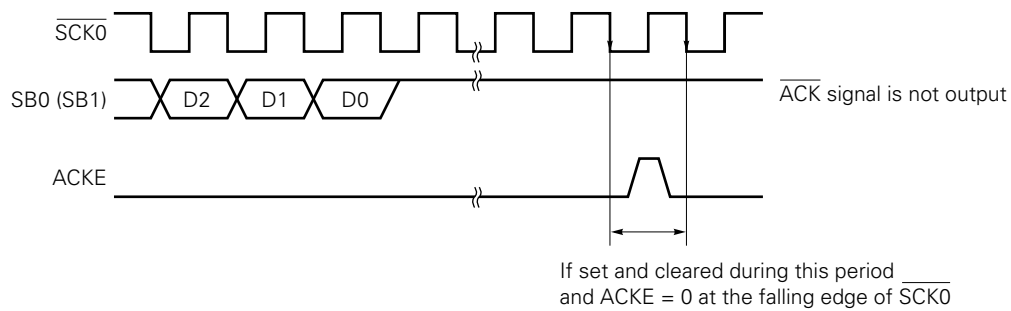 SCK0
SB0 (SB1) D2 D1 D0 ACK signal is not output
ACKE
If set and cleared during this period
and ACKE = 0 at the falling edge of SCK0